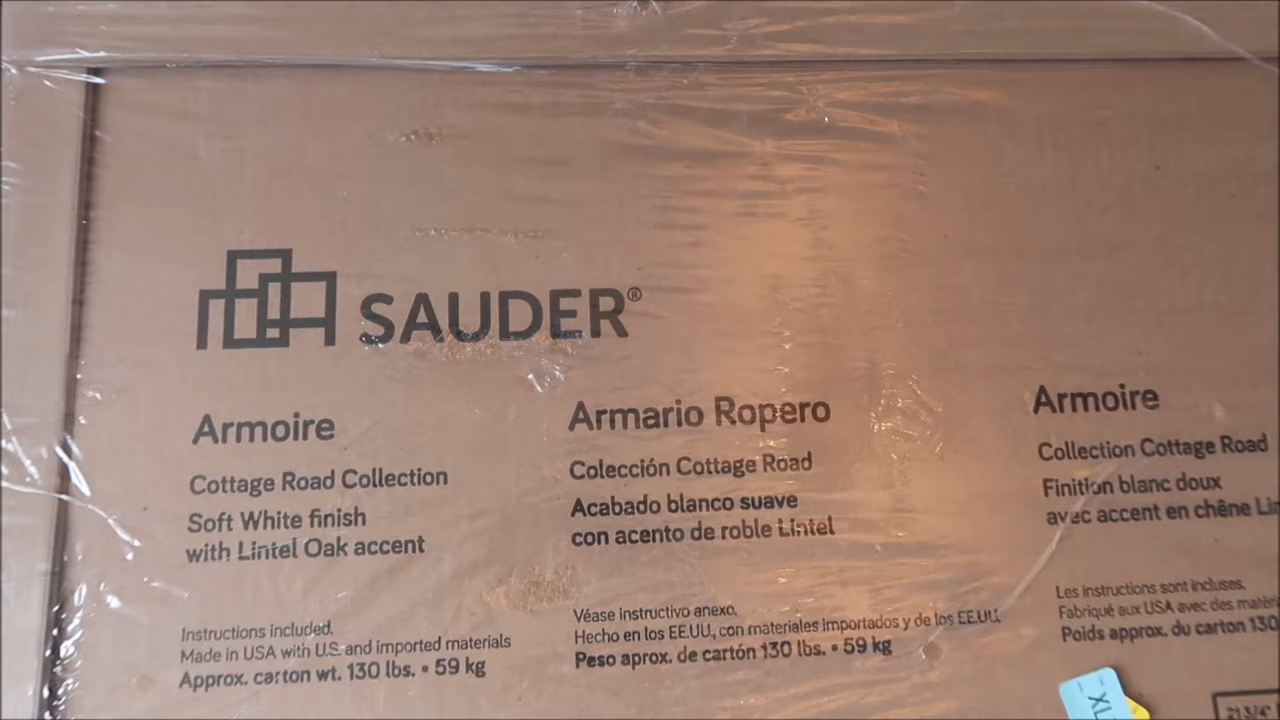 SAUDER®
Armoire
Cottage Road Collection
Soft White finish
with Lintel Oak accent
Instructions included.
Made in USA with U.S. and imported materials
Approx. carton wt. 130 lbs. • 59 kg
Armario Ropero
Colección Cottage Road
Acabado blanco suave
con acento de roble Lintel
Véase instructivo anexo.
Hecho en los EE.UU., con materiales importados y de los EE.UU.
Peso aprox. de cartón 130 lbs. • 59 kg
Armoire
Collection Cottage Road
Finition blanc doux
avec accent en chêne
Les instructions sont incluses.
Fabriqué aux USA avec des
Poids approx. du carton 130
XL
21 3/4"